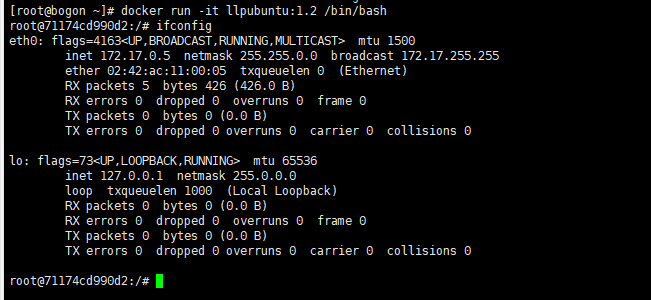 [root@bogon ~]# docker run -it llpubuntu:1.2 /bin/bash
root@71174cd990d2:/# ifconfig
eth0: flags=4163<UP,BROADCAST,RUNNING,MULTICAST>  mtu 1500
        inet 172.17.0.5  netmask 255.255.0.0  broadcast 172.17.255.255
        ether 02:42:ac:11:00:05  txqueuelen 0  (Ethernet)
        RX packets 5  bytes 426 (426.0 B)
        RX errors 0  dropped 0  overruns 0  frame 0
        TX packets 0  bytes 0 (0.0 B)
        TX errors 0  dropped 0 overruns 0  carrier 0  collisions 0

lo: flags=73<UP,LOOPBACK,RUNNING>  mtu 65536
        inet 127.0.0.1  netmask 255.0.0.0
        loop  txqueuelen 1000  (Local Loopback)
        RX packets 0  bytes 0 (0.0 B)
        RX errors 0  dropped 0  overruns 0  frame 0
        TX packets 0  bytes 0 (0.0 B)
        TX errors 0  dropped 0 overruns 0  carrier 0  collisions 0

root@71174cd990d2:/#